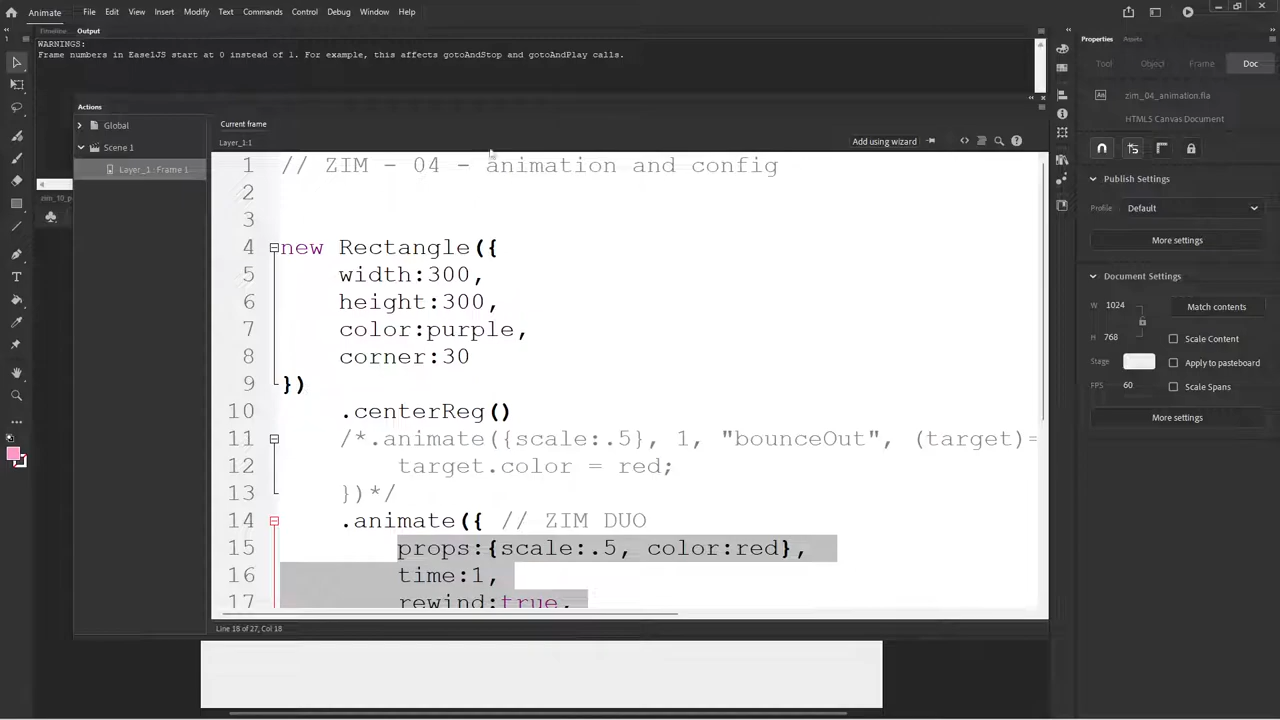 Animate File Edit View Insert Modify Text Commands Control Debug Window Help
Timeline Output
WARNINGS:
Frame numbers in EaselJS start at 0 instead of 1. For example, this affects gotoAndStop and gotoAndPlay calls.
Actions
Global
Scene 1
Layer_1 : Frame 1
Current frame
Layer_1:1
Add using wizard
1 // ZIM - 04 - animation and config
2
3
4 new Rectangle({
5 width:300,
6 height:300,
7 color:purple,
8 corner:30
9 })
10 .centerReg()
11 /*.animate({scale:.5}, 1, "bounceOut", (target)=
12 target.color = red;
13 })*/
14 .animate({ // ZIM DUO
15 props:{scale:.5, color:red},
16 time:1,
17 rewind:true,
Line 18 of 27, Col 18
Properties Assets
Tool Object Frame Doc
zim_04_animation.fla
HTML5 Canvas Document
Publish Settings
Profile Default
More settings
Document Settings
W 1024 Match contents
H 768 Scale Content
Stage Apply to pasteboard
FPS 60 Scale Spans
More settings